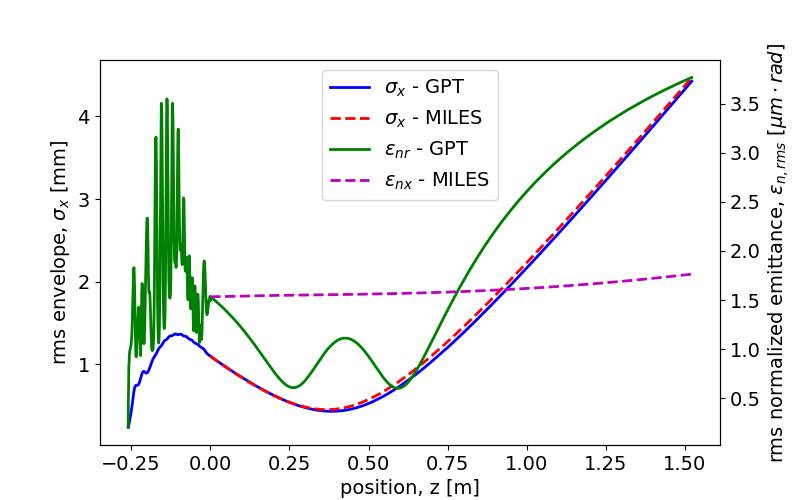 σx - GPT
σx - MILES
εnr - GPT
εnx - MILES
rms envelope, σx [mm]
4
3
2
1
rms normalized emittance, εn,rms [μm · rad]
3.5
3.0
2.5
2.0
1.5
1.0
0.5
−0.25 0.00 0.25 0.50 0.75 1.00 1.25 1.50
position, z [m]